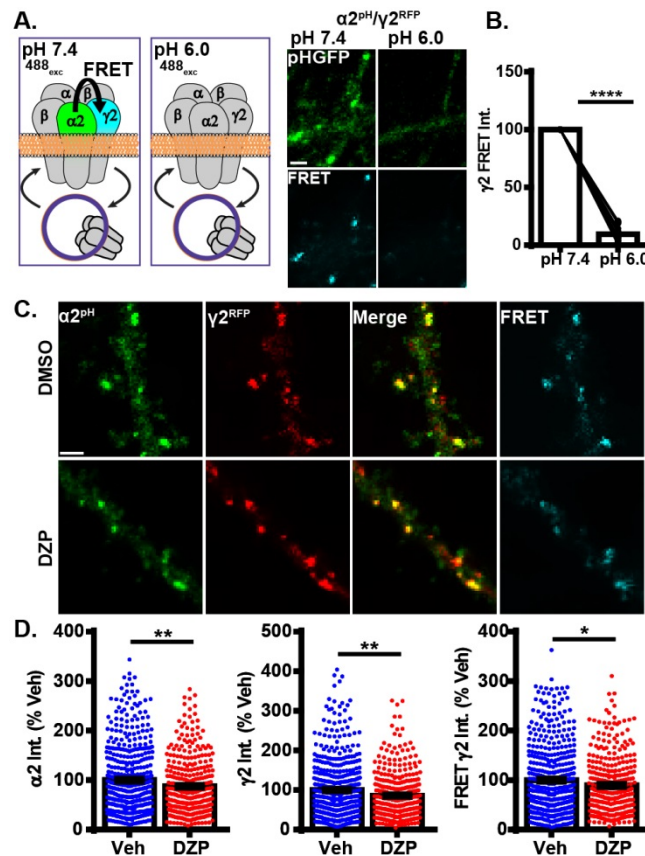 A.
pH 7.4
488exc
FRET
α
β
β
α2
γ2
pH 6.0
488exc
α
β
β
α2
γ2
α2pH/γ2RFP
pH 7.4
pH 6.0
pHGFP
FRET
B.
γ2 FRET Int.
150
100
50
0
****
pH 7.4
pH 6.0
C.
DMSO
DZP
α2pH
γ2RFP
Merge
FRET
D.
α2 Int. (% Veh)
400
300
200
100
0
**
Veh
DZP
γ2 Int. (% Veh)
500
400
300
200
100
0
**
Veh
DZP
FRET γ2 Int. (% Veh)
400
300
200
100
0
*
Veh
DZP